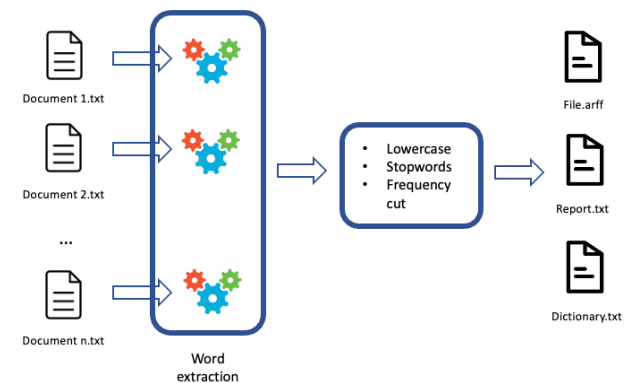 Document 1.txt
Document 2.txt
...
Document n.txt
Word
extraction
• Lowercase
• Stopwords
• Frequency
cut
File.arff
Report.txt
Dictionary.txt